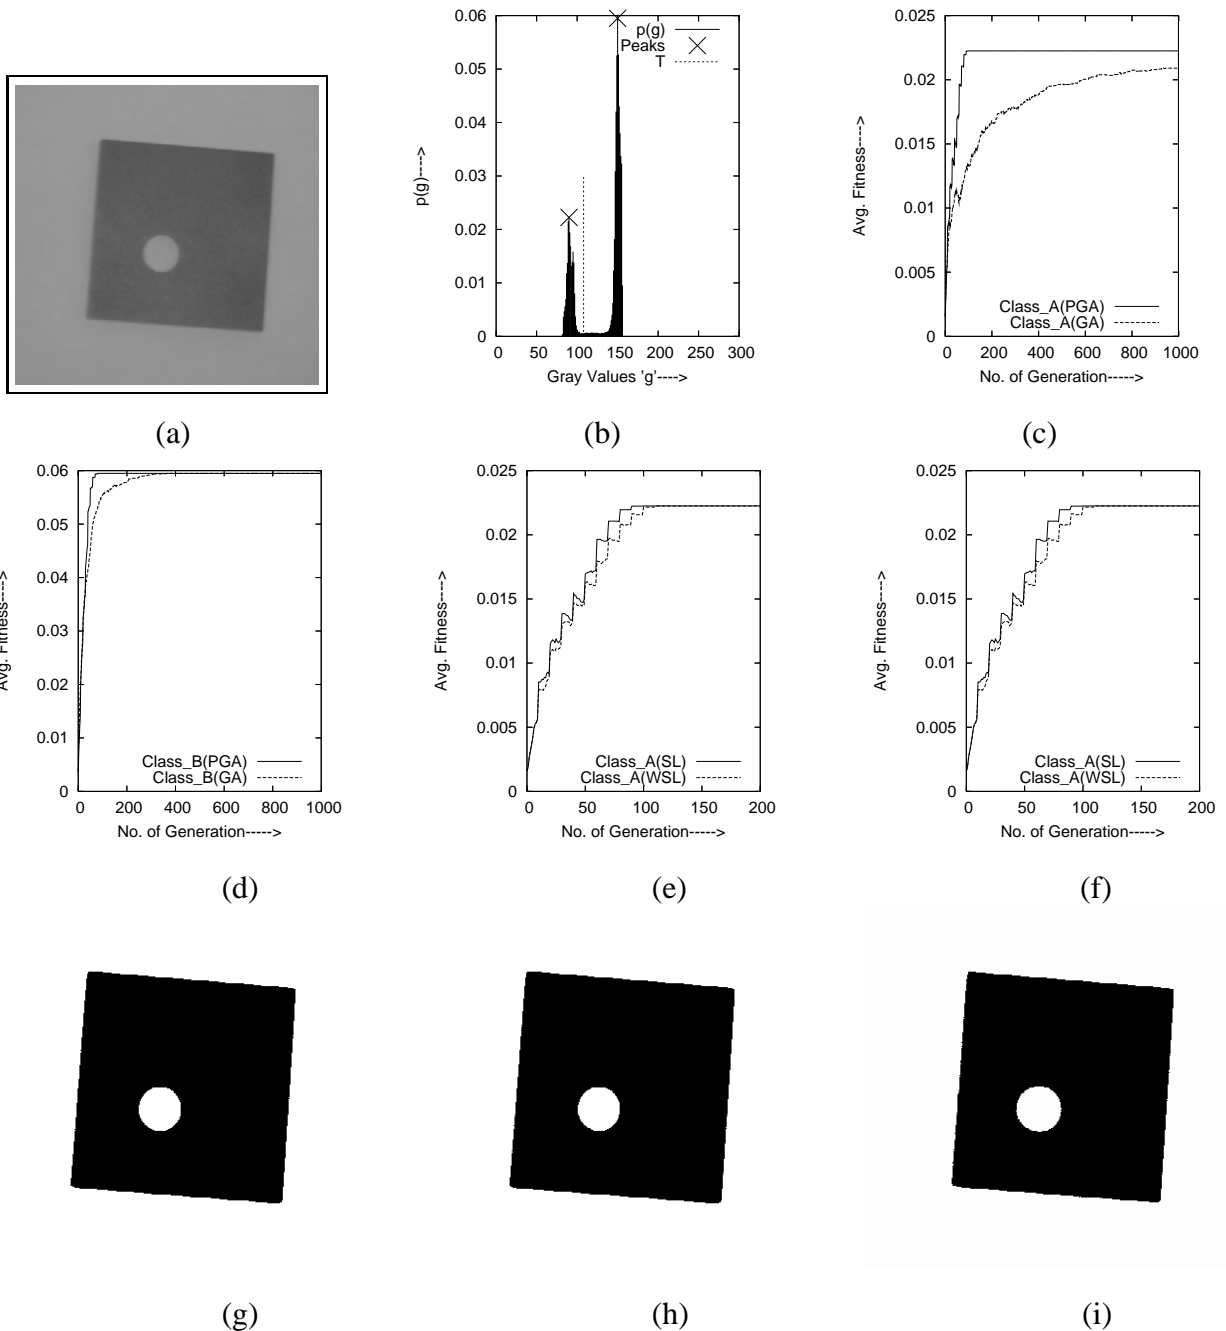 0.06
0.05
0.04
0.03
0.02
0.01
0
p(g)---->
p(g)
Peaks
T
0 50 100 150 200 250 300
Gray Values 'g'---->
0.025
0.02
0.015
0.01
0.005
0
Avg. Fitness---->
Class_A(PGA)
Class_A(GA)
0 200 400 600 800 1000
No. of Generation----->
(a) (b) (c)
0.06
0.05
0.04
0.03
0.02
0.01
0
Avg. Fitness---->
Class_B(PGA)
Class_B(GA)
0 200 400 600 800 1000
No. of Generation----->
0.025
0.02
0.015
0.01
0.005
0
Avg. Fitness---->
Class_A(SL)
Class_A(WSL)
0 50 100 150 200
No. of Generation----->
0.025
0.02
0.015
0.01
0.005
0
Avg. Fitness---->
Class_A(SL)
Class_A(WSL)
0 50 100 150 200
No. of Generation----->
(d) (e) (f)
(g) (h) (i)